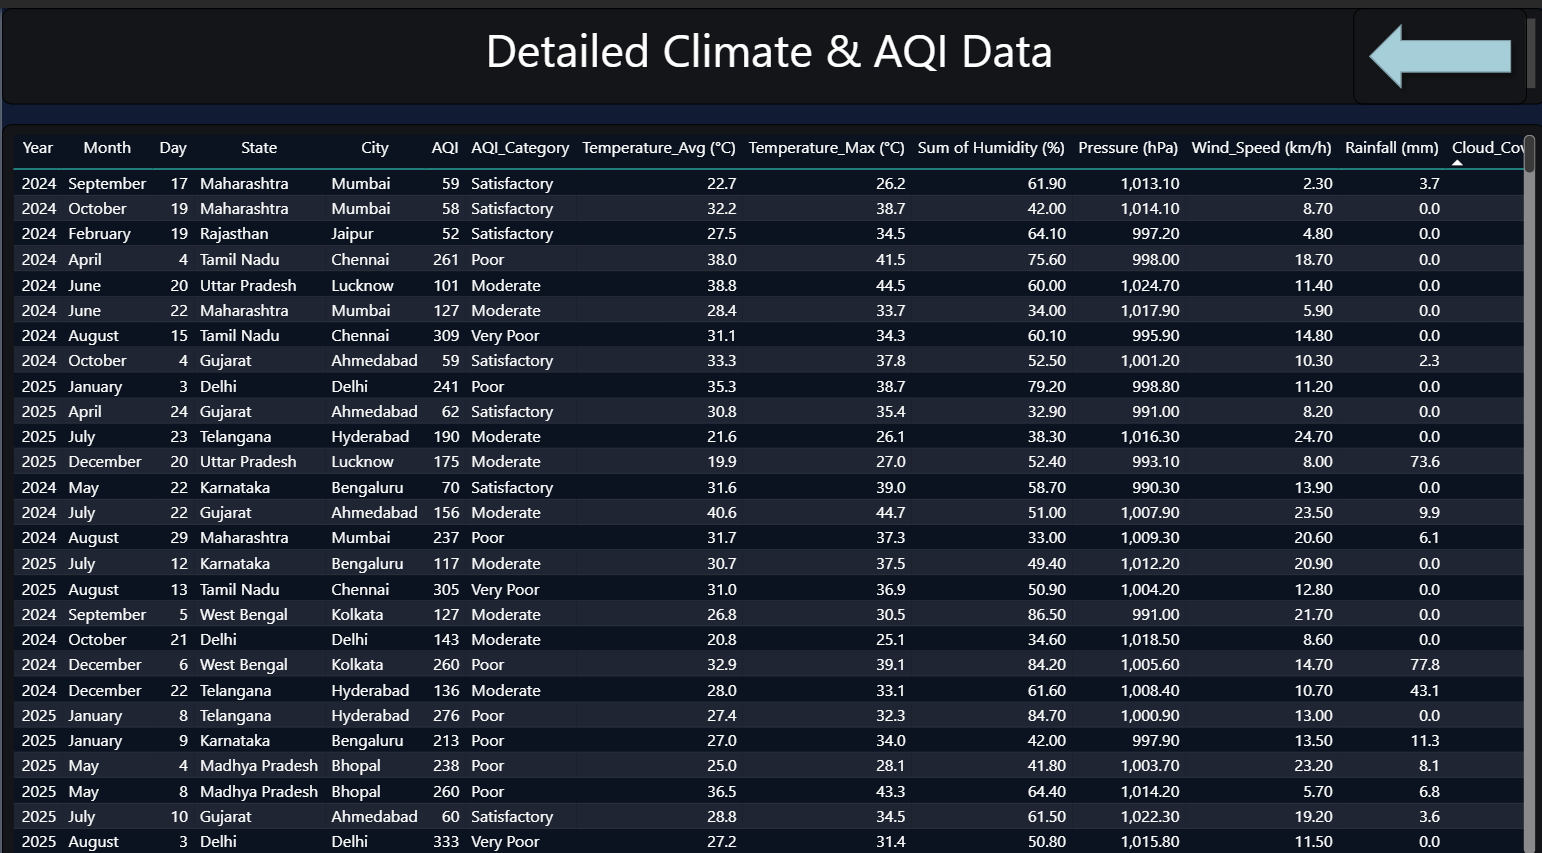 Detailed Climate & AQI Data
Year Month Day State City AQI AQI_Category Temperature_Avg (°C) Temperature_Max (°C) Sum of Humidity (%) Pressure (hPa) Wind_Speed (km/h) Rainfall (mm) Cloud_Cov
2024 September 17 Maharashtra Mumbai 59 Satisfactory 22.7 26.2 61.90 1,013.10 2.30 3.7
2024 October 19 Maharashtra Mumbai 58 Satisfactory 32.2 38.7 42.00 1,014.10 8.70 0.0
2024 February 19 Rajasthan Jaipur 52 Satisfactory 27.5 34.5 64.10 997.20 4.80 0.0
2024 April 4 Tamil Nadu Chennai 261 Poor 38.0 41.5 75.60 998.00 18.70 0.0
2024 June 20 Uttar Pradesh Lucknow 101 Moderate 38.8 44.5 60.00 1,024.70 11.40 0.0
2024 June 22 Maharashtra Mumbai 127 Moderate 28.4 33.7 34.00 1,017.90 5.90 0.0
2024 August 15 Tamil Nadu Chennai 309 Very Poor 31.1 34.3 60.10 995.90 14.80 0.0
2024 October 4 Gujarat Ahmedabad 59 Satisfactory 33.3 37.8 52.50 1,001.20 10.30 2.3
2025 January 3 Delhi Delhi 241 Poor 35.3 38.7 79.20 998.80 11.20 0.0
2025 April 24 Gujarat Ahmedabad 62 Satisfactory 30.8 35.4 32.90 991.00 8.20 0.0
2025 July 23 Telangana Hyderabad 190 Moderate 21.6 26.1 38.30 1,016.30 24.70 0.0
2025 December 20 Uttar Pradesh Lucknow 175 Moderate 19.9 27.0 52.40 993.10 8.00 73.6
2024 May 22 Karnataka Bengaluru 70 Satisfactory 31.6 39.0 58.70 990.30 13.90 0.0
2024 July 22 Gujarat Ahmedabad 156 Moderate 40.6 44.7 51.00 1,007.90 23.50 9.9
2024 August 29 Maharashtra Mumbai 237 Poor 31.7 37.3 33.00 1,009.30 20.60 6.1
2025 July 12 Karnataka Bengaluru 117 Moderate 30.7 37.5 49.40 1,012.20 20.90 0.0
2025 August 13 Tamil Nadu Chennai 305 Very Poor 31.0 36.9 50.90 1,004.20 12.80 0.0
2024 September 5 West Bengal Kolkata 127 Moderate 26.8 30.5 86.50 991.00 21.70 0.0
2024 October 21 Delhi Delhi 143 Moderate 20.8 25.1 34.60 1,018.50 8.60 0.0
2024 December 6 West Bengal Kolkata 260 Poor 32.9 39.1 84.20 1,005.60 14.70 77.8
2024 December 22 Telangana Hyderabad 136 Moderate 28.0 33.1 61.60 1,008.40 10.70 43.1
2025 January 8 Telangana Hyderabad 276 Poor 27.4 32.3 84.70 1,000.90 13.00 0.0
2025 January 9 Karnataka Bengaluru 213 Poor 27.0 34.0 42.00 997.90 13.50 11.3
2025 May 4 Madhya Pradesh Bhopal 238 Poor 25.0 28.1 41.80 1,003.70 23.20 8.1
2025 May 8 Madhya Pradesh Bhopal 260 Poor 36.5 43.3 64.40 1,014.20 5.70 6.8
2025 July 10 Gujarat Ahmedabad 60 Satisfactory 28.8 34.5 61.50 1,022.30 19.20 3.6
2025 August 3 Delhi Delhi 333 Very Poor 27.2 31.4 50.80 1,015.80 11.50 0.0